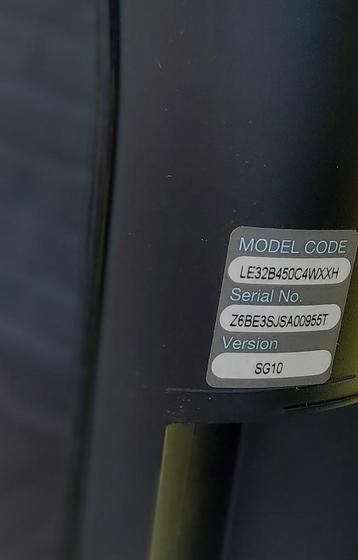 MODEL CODE
LE32B450C4WXXH
Serial No.
Z6BE3SJSA00955T
Version
SG10